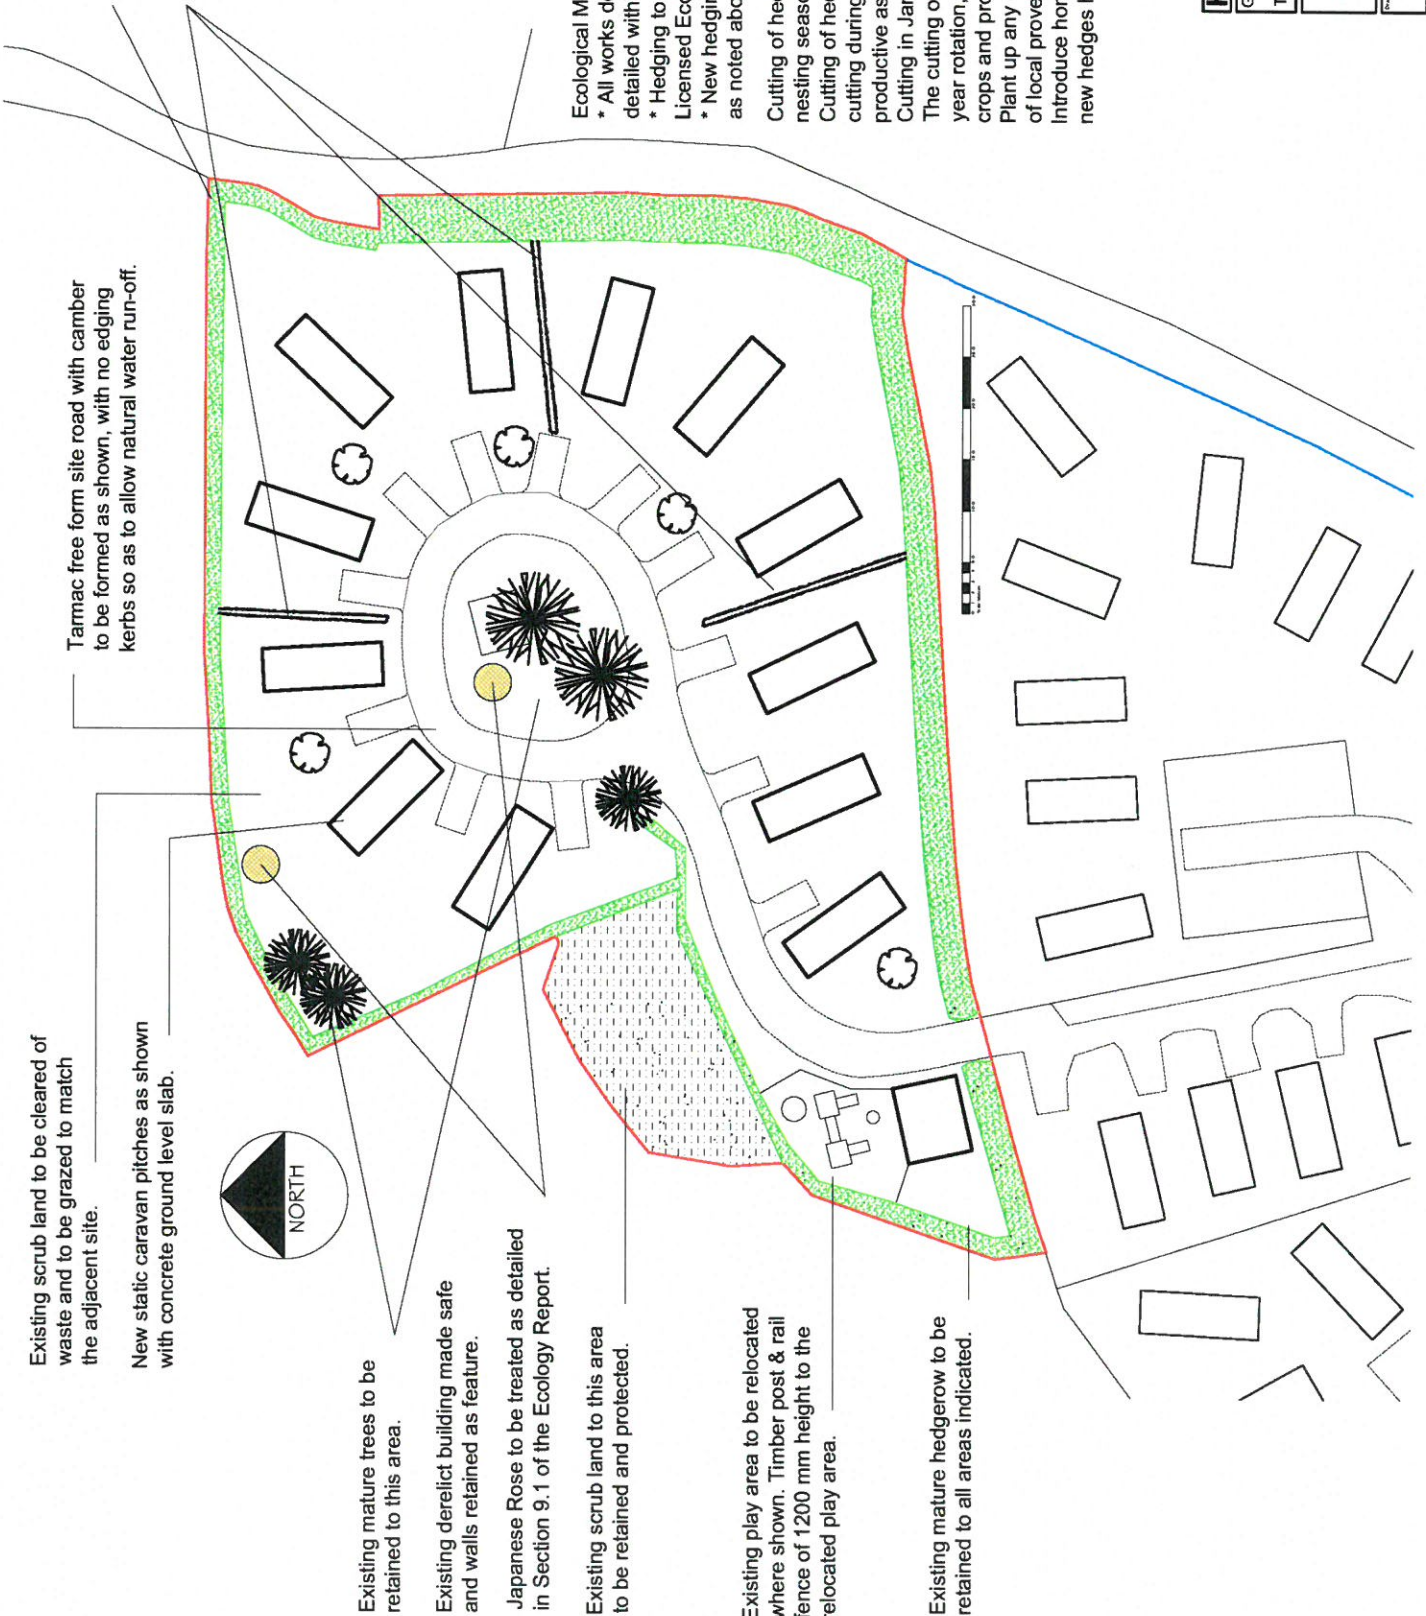 Existing scrub land to be cleared of
waste and to be grazed to match
the adjacent site.
New static caravan pitches as shown
with concrete ground level slab.
Tarmac free form site road with camber
to be formed as shown, with no edging
kerbs so as to allow natural water run-off.
NORTH
Existing mature trees to be
retained to this area.
Existing derelict building made safe
and walls retained as feature.
Japanese Rose to be treated as detailed
in Section 9.1 of the Ecology Report.
Existing scrub land to this area
to be retained and protected.
Existing play area to be relocated
where shown. Timber post & rail
fence of 1200 mm height to the
relocated play area.
Existing mature hedgerow to be
retained to all areas indicated.
Ecological M
* All works de
detailed with
* Hedging to
Licensed Eco
* New hedging
as noted abo
Cutting of hed
nesting seaso
Cutting of hed
cutting during
productive as
Cutting in Jan
The cutting o
year rotation,
crops and pro
Plant up any
of local prove
Introduce hor
new hedges